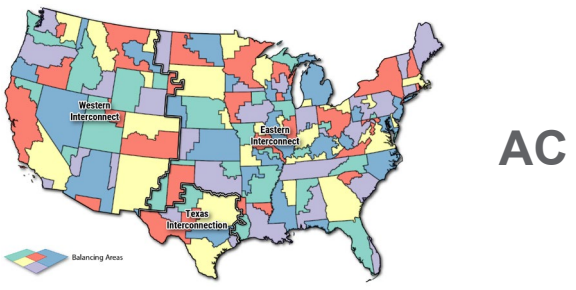 Western
Interconnect
Eastern
Interconnect
AC
Texas
Interconnection
Balancing Areas